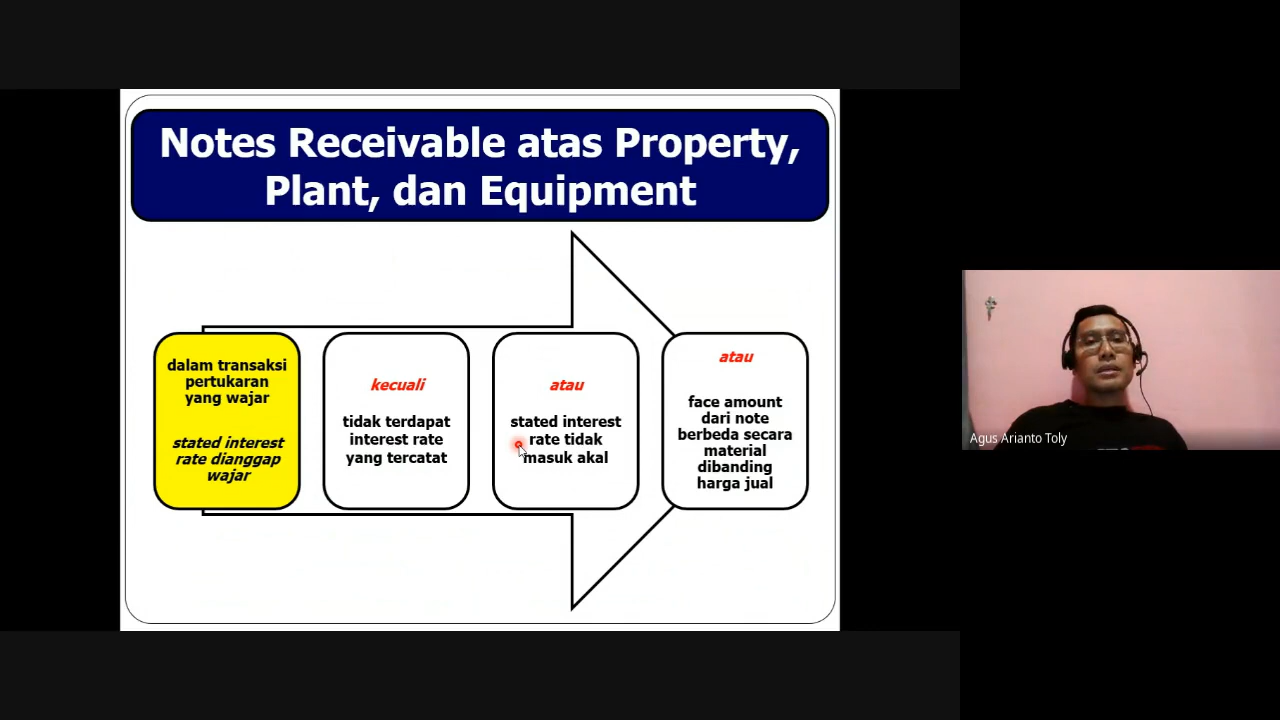 Notes Receivable atas Property,
Plant, dan Equipment
dalam transaksi
pertukaran
yang wajar
stated interest
rate dianggap
wajar
kecuali
tidak terdapat
interest rate
yang tercatat
atau
stated interest
rate tidak
masuk akal
atau
face amount
dari note
berbeda secara
material
dibanding
harga jual
Agus Arianto Toly